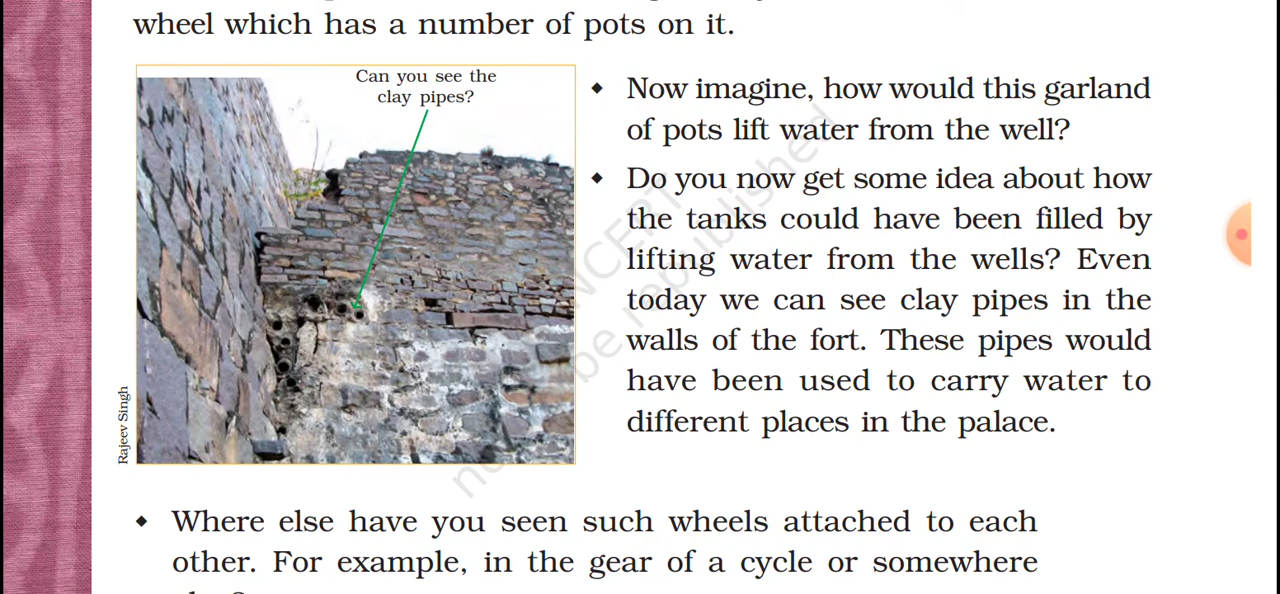 wheel which has a number of pots on it.
Can you see the
clay pipes?
Rajeev Singh
◆ Now imagine, how would this garland
of pots lift water from the well?
◆ Do you now get some idea about how
the tanks could have been filled by
lifting water from the wells? Even
today we can see clay pipes in the
walls of the fort. These pipes would
have been used to carry water to
different places in the palace.
◆ Where else have you seen such wheels attached to each
other. For example, in the gear of a cycle or somewhere
NCERT
be republished